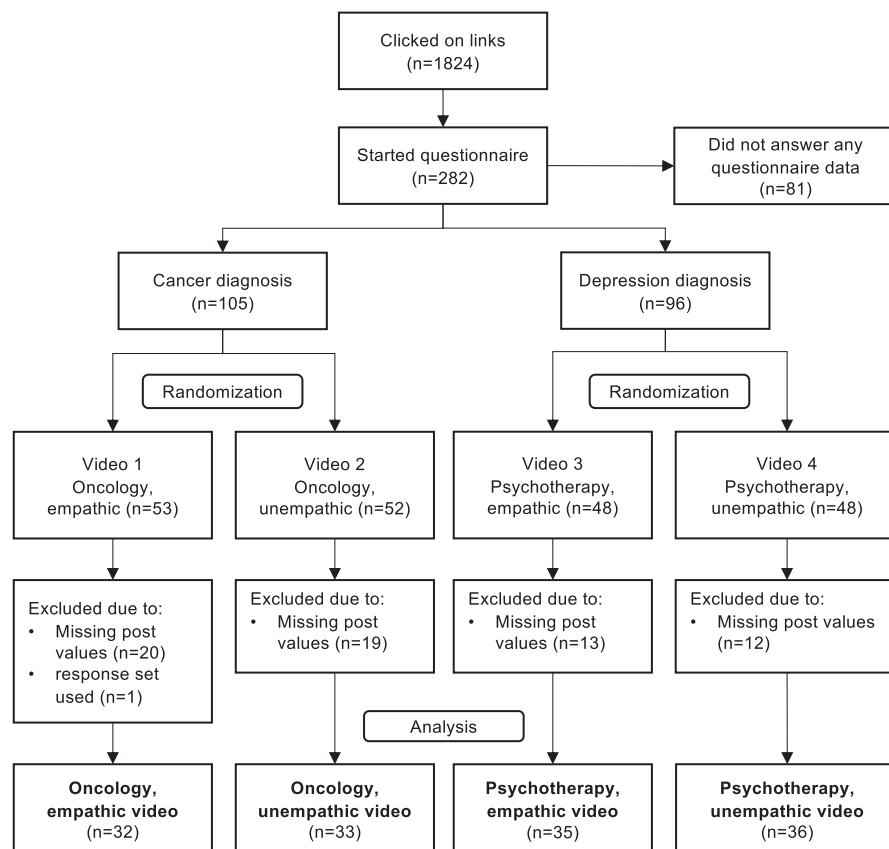 Clicked on links
(n=1824)
Started questionnaire
(n=282)
Did not answer any
questionnaire data
(n=81)
Cancer diagnosis
(n=105)
Depression diagnosis
(n=96)
Randomization
Randomization
Video 1
Oncology,
empathic (n=53)
Video 2
Oncology,
unempathic (n=52)
Video 3
Psychotherapy,
empathic (n=48)
Video 4
Psychotherapy,
unempathic (n=48)
Excluded due to:
• Missing post
values (n=20)
• response set
used (n=1)
Excluded due to:
• Missing post
values (n=19)
Excluded due to:
• Missing post
values (n=13)
Excluded due to:
• Missing post values
(n=12)
Analysis
Oncology,
empathic video
(n=32)
Oncology,
unempathic video
(n=33)
Psychotherapy,
empathic video
(n=35)
Psychotherapy,
unempathic video
(n=36)